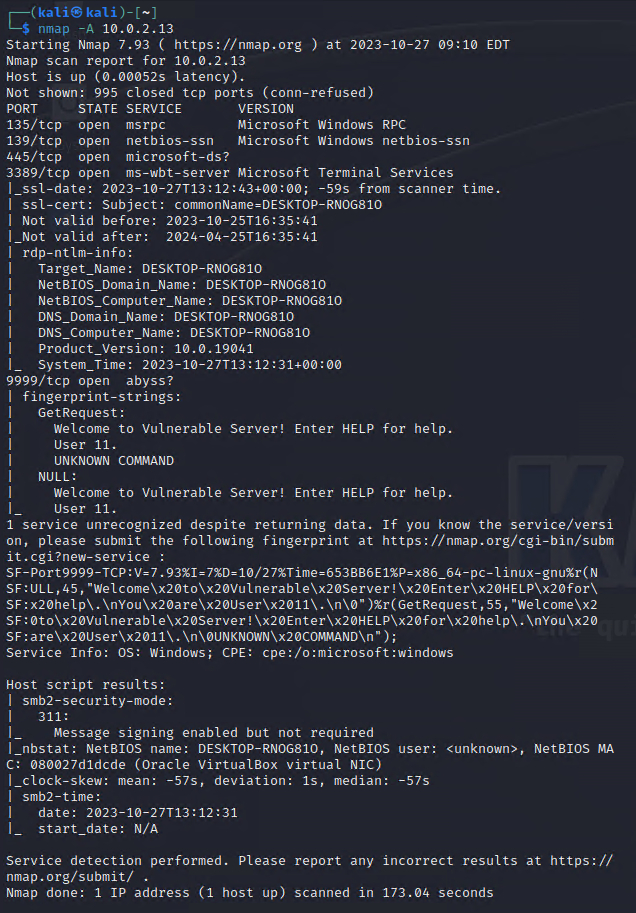 ┌──(kali㉿kali)-[~]
└─$ nmap -A 10.0.2.13
Starting Nmap 7.93 ( https://nmap.org ) at 2023-10-27 09:10 EDT
Nmap scan report for 10.0.2.13
Host is up (0.00052s latency).
Not shown: 995 closed tcp ports (conn-refused)
PORT     STATE SERVICE       VERSION
135/tcp  open  msrpc         Microsoft Windows RPC
139/tcp  open  netbios-ssn   Microsoft Windows netbios-ssn
445/tcp  open  microsoft-ds?
3389/tcp open  ms-wbt-server Microsoft Terminal Services
|_ssl-date: 2023-10-27T13:12:43+00:00; -59s from scanner time.
| ssl-cert: Subject: commonName=DESKTOP-RNOG81O
| Not valid before: 2023-10-25T16:35:41
|_Not valid after:  2024-04-25T16:35:41
| rdp-ntlm-info:
|   Target_Name: DESKTOP-RNOG81O
|   NetBIOS_Domain_Name: DESKTOP-RNOG81O
|   NetBIOS_Computer_Name: DESKTOP-RNOG81O
|   DNS_Domain_Name: DESKTOP-RNOG81O
|   DNS_Computer_Name: DESKTOP-RNOG81O
|   Product_Version: 10.0.19041
|_  System_Time: 2023-10-27T13:12:31+00:00
9999/tcp open  abyss?
| fingerprint-strings:
|   GetRequest:
|     Welcome to Vulnerable Server! Enter HELP for help.
|     User 11.
|     UNKNOWN COMMAND
|   NULL:
|     Welcome to Vulnerable Server! Enter HELP for help.
|_    User 11.
1 service unrecognized despite returning data. If you know the service/versi
on, please submit the following fingerprint at https://nmap.org/cgi-bin/subm
it.cgi?new-service :
SF-Port9999-TCP:V=7.93%I=7%D=10/27%Time=653BB6E1%P=x86_64-pc-linux-gnu%r(N
SF:ULL,45,"Welcome\x20to\x20Vulnerable\x20Server!\x20Enter\x20HELP\x20for\
SF:x20help\.\nYou\x20are\x20User\x2011\.\n\0")%r(GetRequest,55,"Welcome\x2
SF:0to\x20Vulnerable\x20Server!\x20Enter\x20HELP\x20for\x20help\.\nYou\x20
SF:are\x20User\x2011\.\n\0UNKNOWN\x20COMMAND\n");
Service Info: OS: Windows; CPE: cpe:/o:microsoft:windows

Host script results:
| smb2-security-mode:
|   311:
|_    Message signing enabled but not required
|_nbstat: NetBIOS name: DESKTOP-RNOG81O, NetBIOS user: <unknown>, NetBIOS MA
C: 080027d1dcde (Oracle VirtualBox virtual NIC)
|_clock-skew: mean: -57s, deviation: 1s, median: -57s
| smb2-time:
|   date: 2023-10-27T13:12:31
|_  start_date: N/A

Service detection performed. Please report any incorrect results at https://
nmap.org/submit/ .
Nmap done: 1 IP address (1 host up) scanned in 173.04 seconds